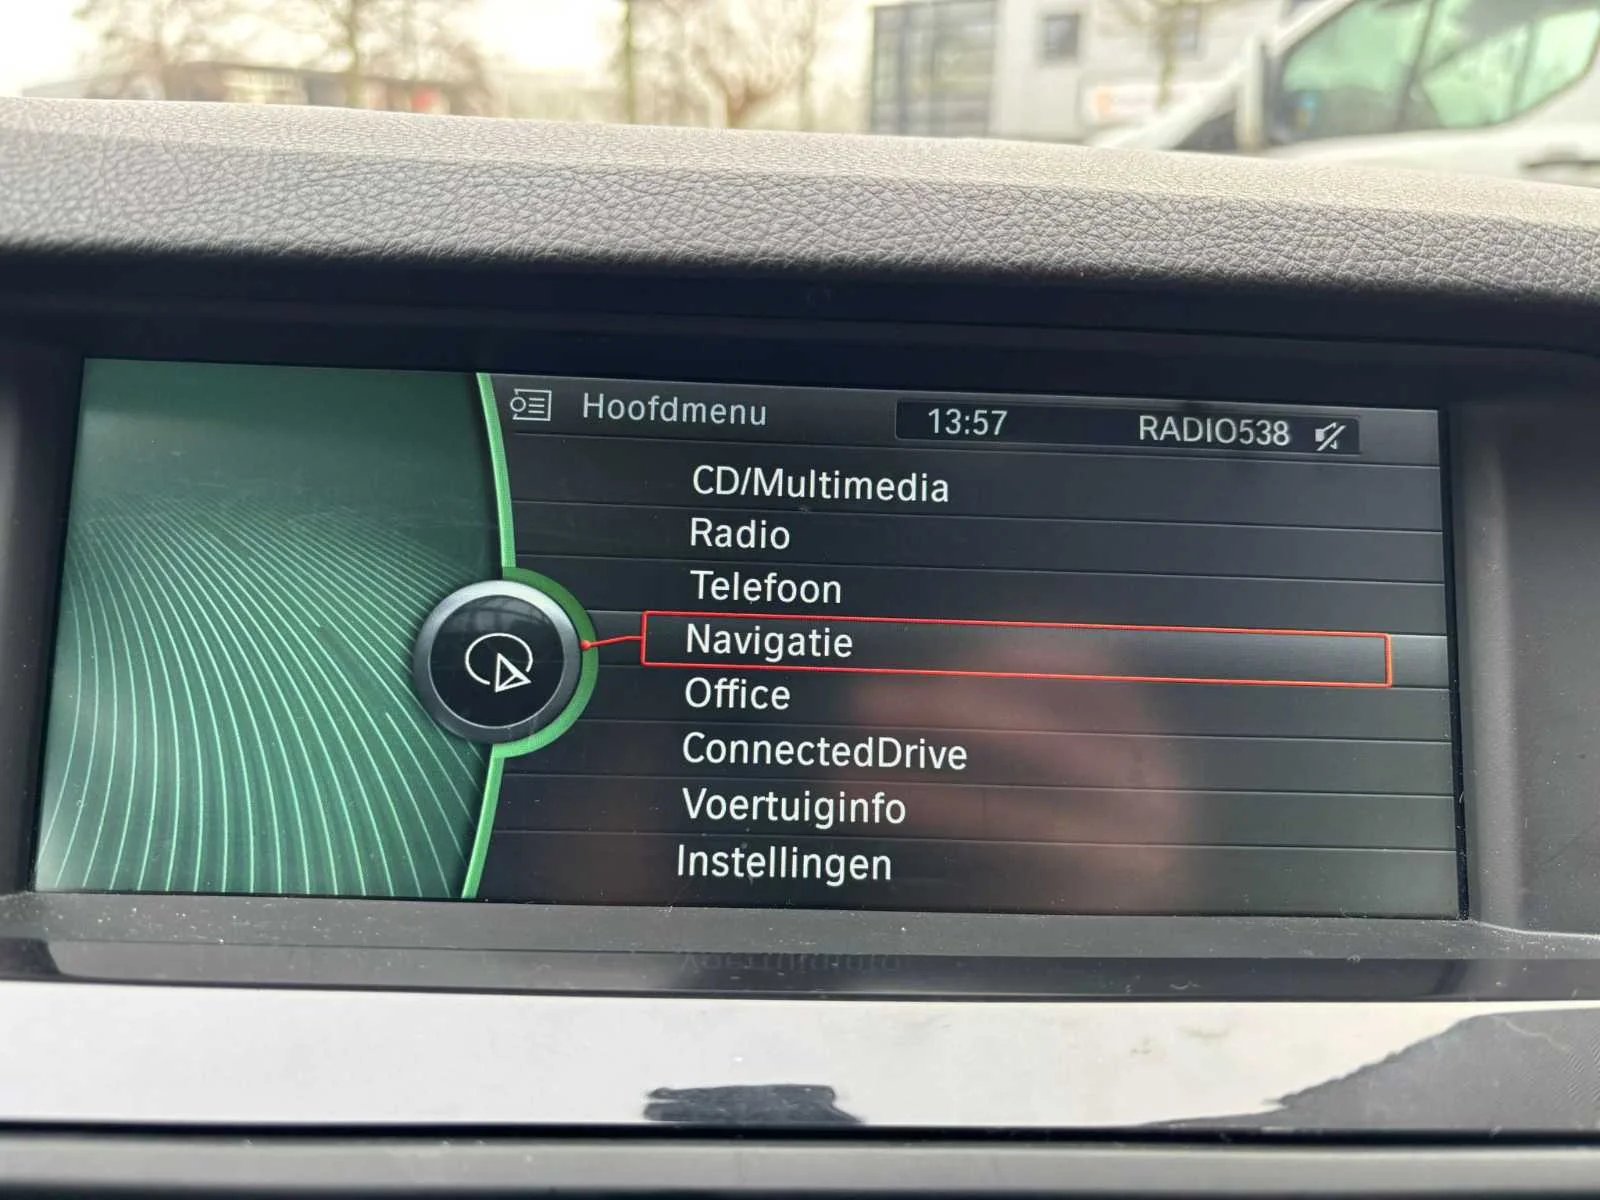 Hoofdmenu 13:57 RADIO538
CD/Multimedia
Radio
Telefoon
Navigatie
Office
ConnectedDrive
Voertuiginfo
Instellingen